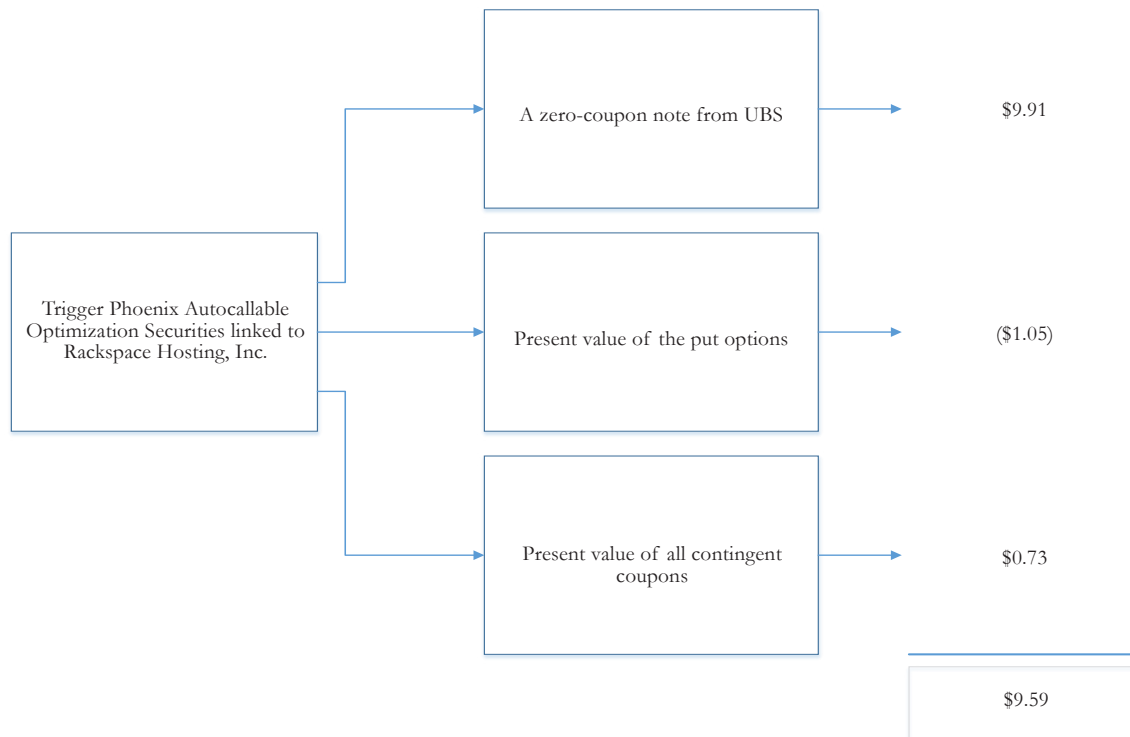 A zero-coupon note from UBS
$9.91
Trigger Phoenix Autocallable
Optimization Securities linked to
Rackspace Hosting, Inc.
Present value of the put options
($1.05)
Present value of all contingent
coupons
$0.73
$9.59